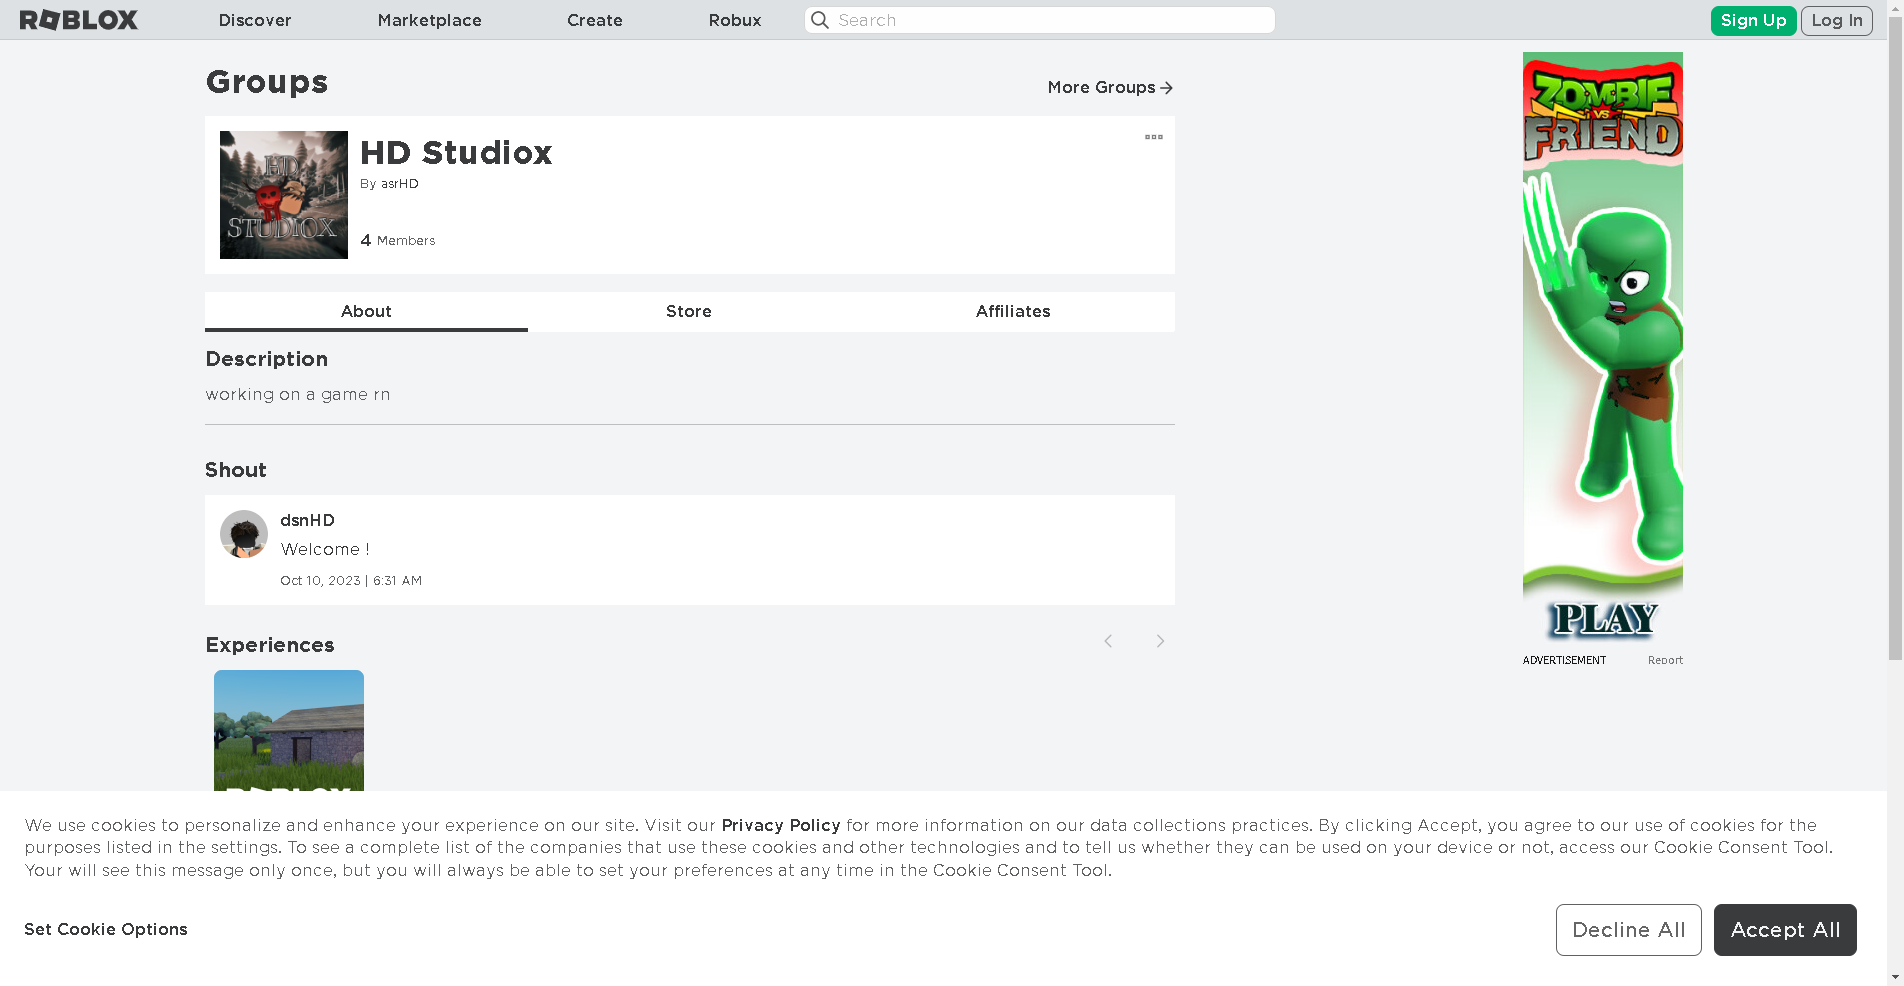 ROBLOX
Discover
Marketplace
Create
Robux
Search
Sign Up
Log In
Groups
More Groups
HD STUDIOX
HD Studiox
By asrHD
4 Members
About
Store
Affiliates
Description
working on a game rn
Shout
dsnHD
Welcome !
Oct 10, 2023 | 6:31 AM
Experiences
ROBLOX
ZOMBIE
VS
FRIEND
PLAY
ADVERTISEMENT
Report
We use cookies to personalize and enhance your experience on our site. Visit our Privacy Policy for more information on our data collections practices. By clicking Accept, you agree to our use of cookies for the
purposes listed in the settings. To see a complete list of the companies that use these cookies and other technologies and to tell us whether they can be used on your device or not, access our Cookie Consent Tool.
Your will see this message only once, but you will always be able to set your preferences at any time in the Cookie Consent Tool.
Set Cookie Options
Decline All
Accept All